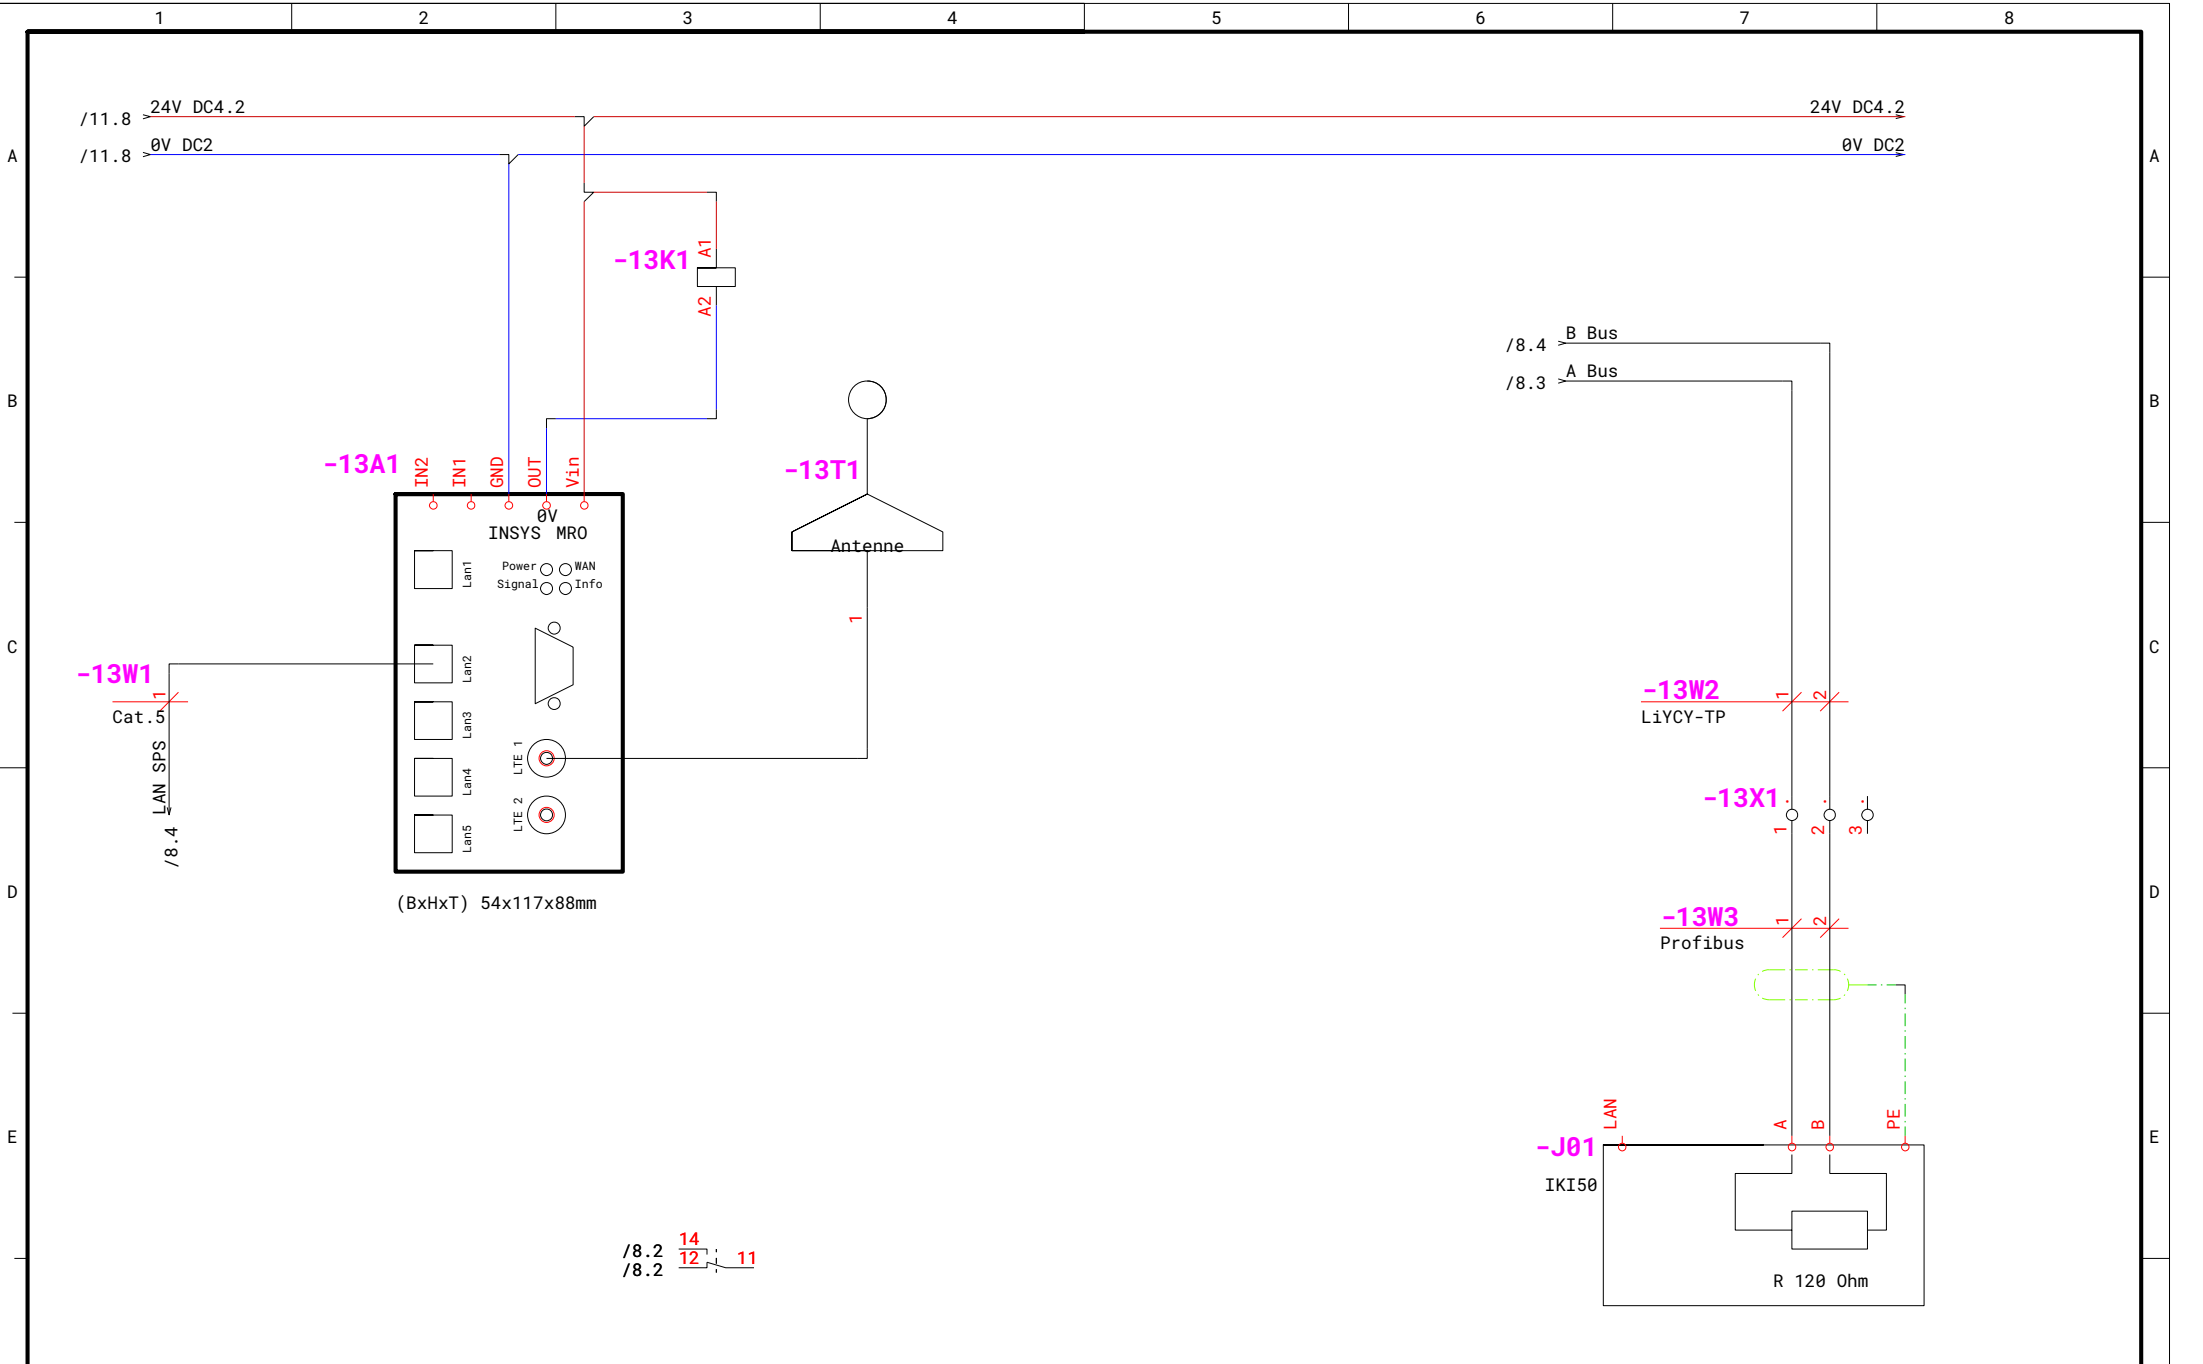 1 2 3 4 5 6 7 8
24V DC4.2 24V DC4.2
/11.8
0V DC2 0V DC2
A /11.8 A
A1
-13K1
A2
B Bus
/8.4
A Bus
/8.3
B B
-13A1 IN2 IN1 GND OUT Vin
-13T1
0V
INSYS MRO
Antenne
Lan1 Power WAN
Signal Info
1
C C
Lan2
-13W1 1
Cat.5
-13W2 1 2
LiYCY-TP
Lan3
LAN SPS
LTE 1
Lan4
-13X1 . . .
LTE 2
1 2 3
/8.4
Lan5
D D
(BxHxT) 54x117x88mm
-13W3 1 2
Profibus
LAN A B PE
E E
-J01
IKI50
14
/8.2
12 11
/8.2
R 120 Ohm